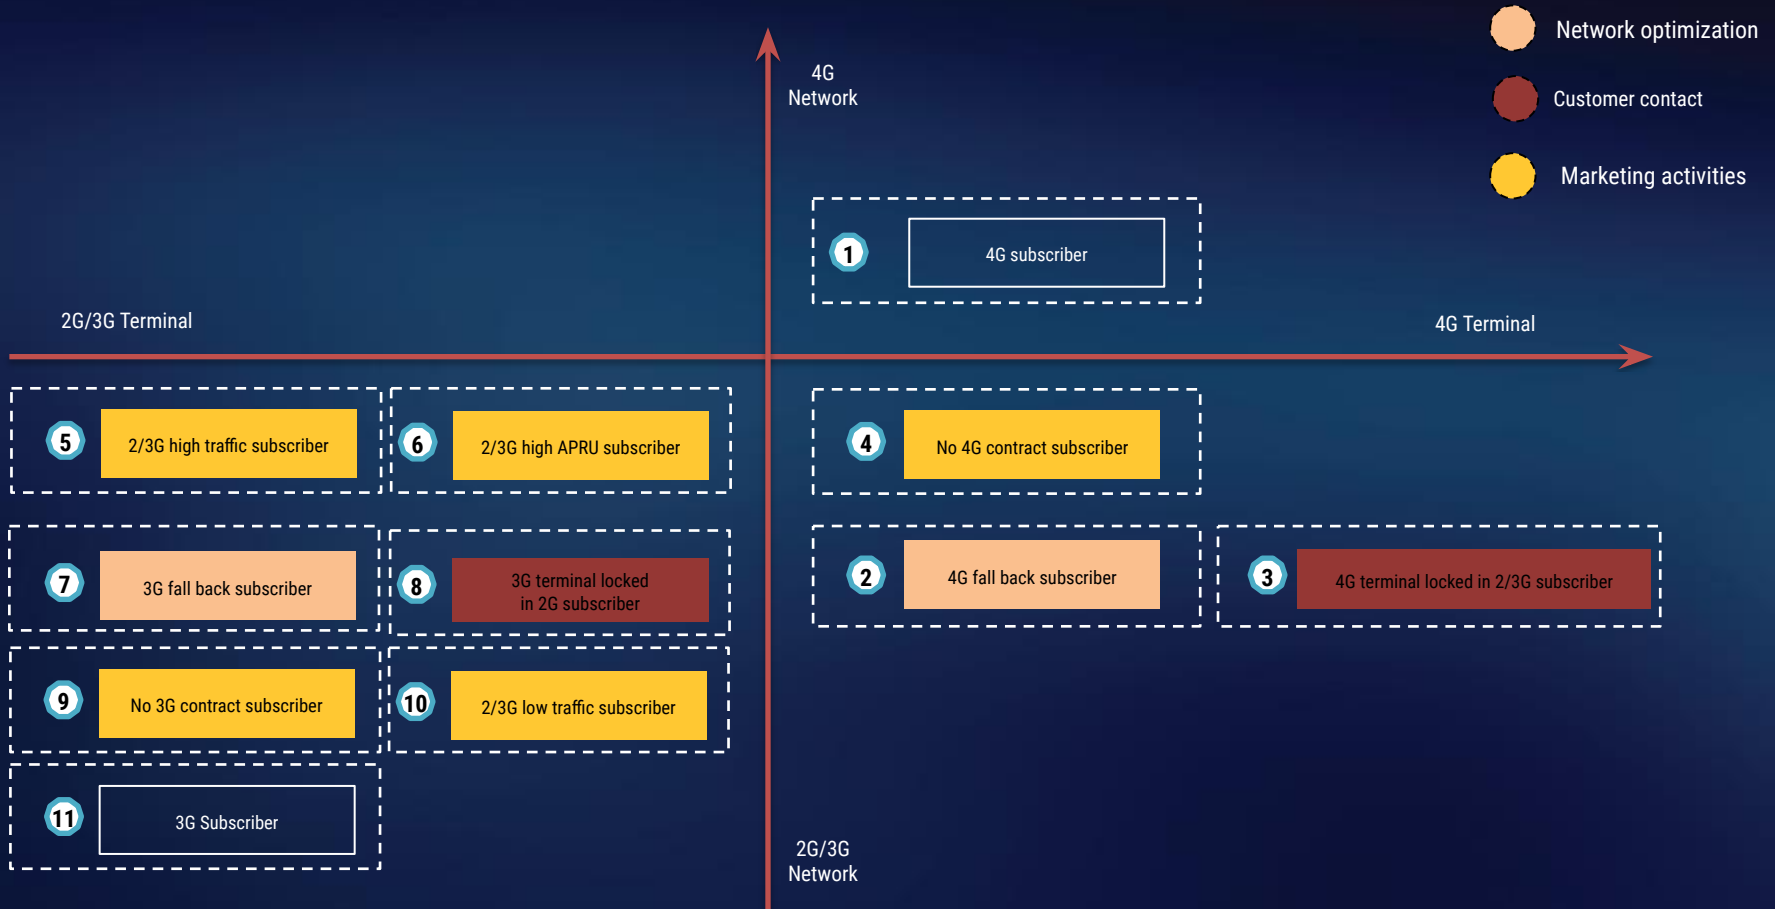 Network optimization
Customer contact
Marketing activities
4G
Network
1
4G subscriber
2G/3G Terminal
4G Terminal
5
2/3G high traffic subscriber
6
2/3G high APRU subscriber
4
No 4G contract subscriber
7
3G fall back subscriber
8
3G terminal locked
in 2G subscriber
2
4G fall back subscriber
3
4G terminal locked in 2/3G subscriber
9
No 3G contract subscriber
10
2/3G low traffic subscriber
11
3G Subscriber
2G/3G
Network